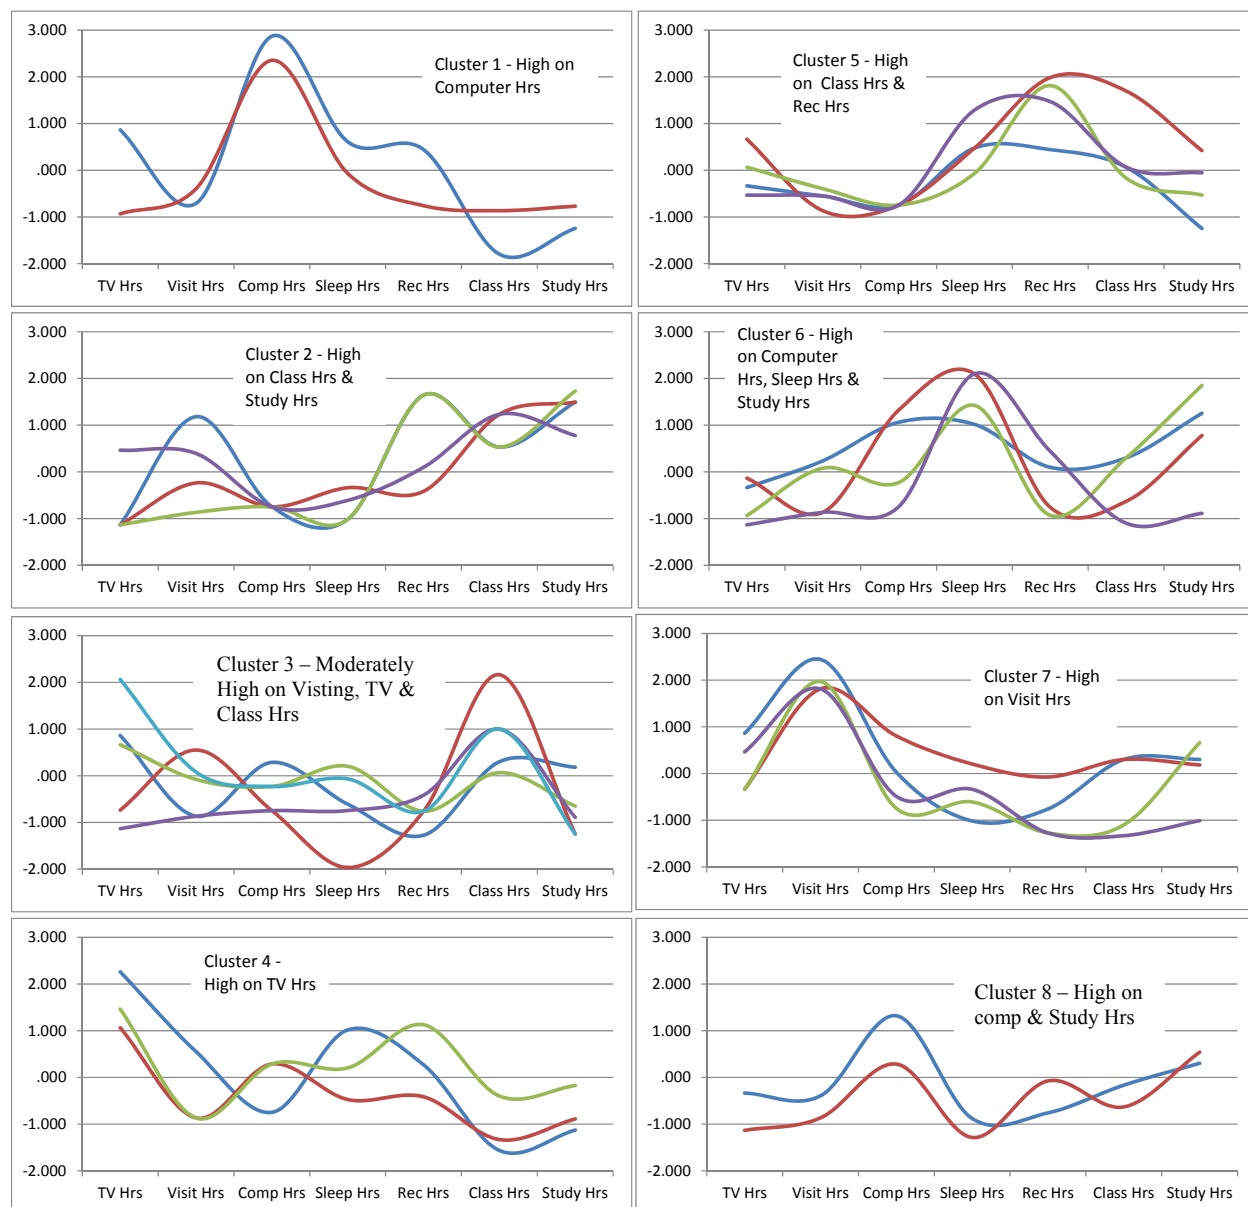 3.000
2.000
1.000
.000
-1.000
-2.000
Cluster 1 - High on
Computer Hrs
TV Hrs Visit Hrs Comp Hrs Sleep Hrs Rec Hrs Class Hrs Study Hrs
3.000
2.000
1.000
.000
-1.000
-2.000
Cluster 5 - High
on Class Hrs &
Rec Hrs
TV Hrs Visit Hrs Comp Hrs Sleep Hrs Rec Hrs Class Hrs Study Hrs
3.000
2.000
1.000
.000
-1.000
-2.000
Cluster 2 - High
on Class Hrs &
Study Hrs
TV Hrs Visit Hrs Comp Hrs Sleep Hrs Rec Hrs Class Hrs Study Hrs
3.000
2.000
1.000
.000
-1.000
-2.000
Cluster 6 - High
on Computer
Hrs, Sleep Hrs &
Study Hrs
TV Hrs Visit Hrs Comp Hrs Sleep Hrs Rec Hrs Class Hrs Study Hrs
3.000
2.000
1.000
.000
-1.000
-2.000
Cluster 3 – Moderately
High on Visting, TV &
Class Hrs
TV Hrs Visit Hrs Comp Hrs Sleep Hrs Rec Hrs Class Hrs Study Hrs
3.000
2.000
1.000
.000
-1.000
-2.000
Cluster 7 - High
on Visit Hrs
TV Hrs Visit Hrs Comp Hrs Sleep Hrs Rec Hrs Class Hrs Study Hrs
3.000
2.000
1.000
.000
-1.000
-2.000
Cluster 4 -
High on TV Hrs
TV Hrs Visit Hrs Comp Hrs Sleep Hrs Rec Hrs Class Hrs Study Hrs
3.000
2.000
1.000
.000
-1.000
-2.000
Cluster 8 – High on
comp & Study Hrs
TV Hrs Visit Hrs Comp Hrs Sleep Hrs Rec Hrs Class Hrs Study Hrs